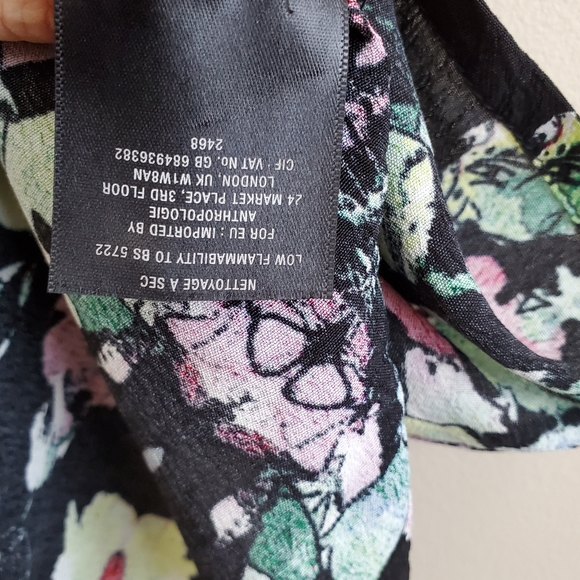 NETTOYAGE A SEC
LOW FLAMMABILITY TO BS 5722
FOR EU : IMPORTED BY
ANTHROPOLOGIE
24 MARKET PLACE, 3RD FLOOR
LONDON, UK W1W8AN
CIF : VAT No. GB 684936382
2468